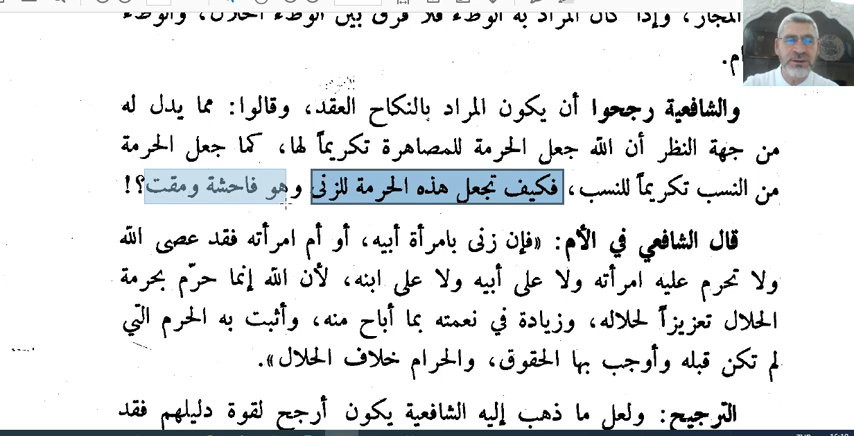 المجاز، وإذا كان المراد به الوطء فلا فرق بين الوطء الحلال، والوطء
والشافعية رجحوا أن يكون المراد بالنكاح العقد، وقالوا: مما يدل له
من جهة النظر أن الله جعل الحرمة للمصاهرة تكريماً لها، كما جعل الحرمة
من النسب تكريماً للنسب، فكيف تجعل هذه الحرمة للزنى وهو فاحشة ومقت؟!
قال الشافعي في الأم: «فإن زنى بامرأة أبيه، أو أم امرأته فقد عصى الله
ولا تحرم عليه امرأته ولا على أبيه ولا على ابنه، لأن الله إنما حرّم بحرمة
الحلال تعزيزاً لحلاله، وزيادة في نعمته بما أباح منه، وأثبت به الحرم التي
لم تكن قبله وأوجب بها الحقوق، والحرام خلاف الحلال».
الترجيح: ولعل ما ذهب إليه الشافعية يكون أرجح لقوة دليلهم فقد